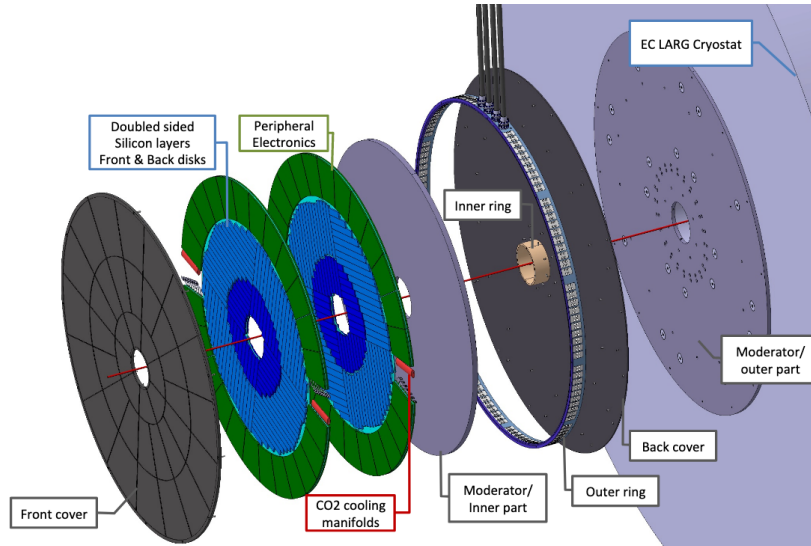 EC LARG Cryostat
Doubled sided
Silicon layers
Front & Back disks
Peripheral
Electronics
Inner ring
Moderator/
outer part
Back cover
Outer ring
Moderator/
Inner part
CO2 cooling
manifolds
Front cover